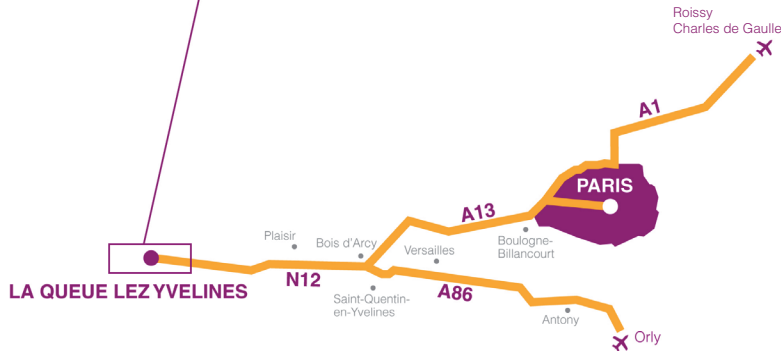 Roissy
Charles de Gaulle
A1
PARIS
A13
Plaisir
Bois d'Arcy
Versailles
Boulogne-
Billancourt
LA QUEUE LEZ YVELINES
N12
Saint-Quentin-
en-Yvelines
A86
Antony
Orly